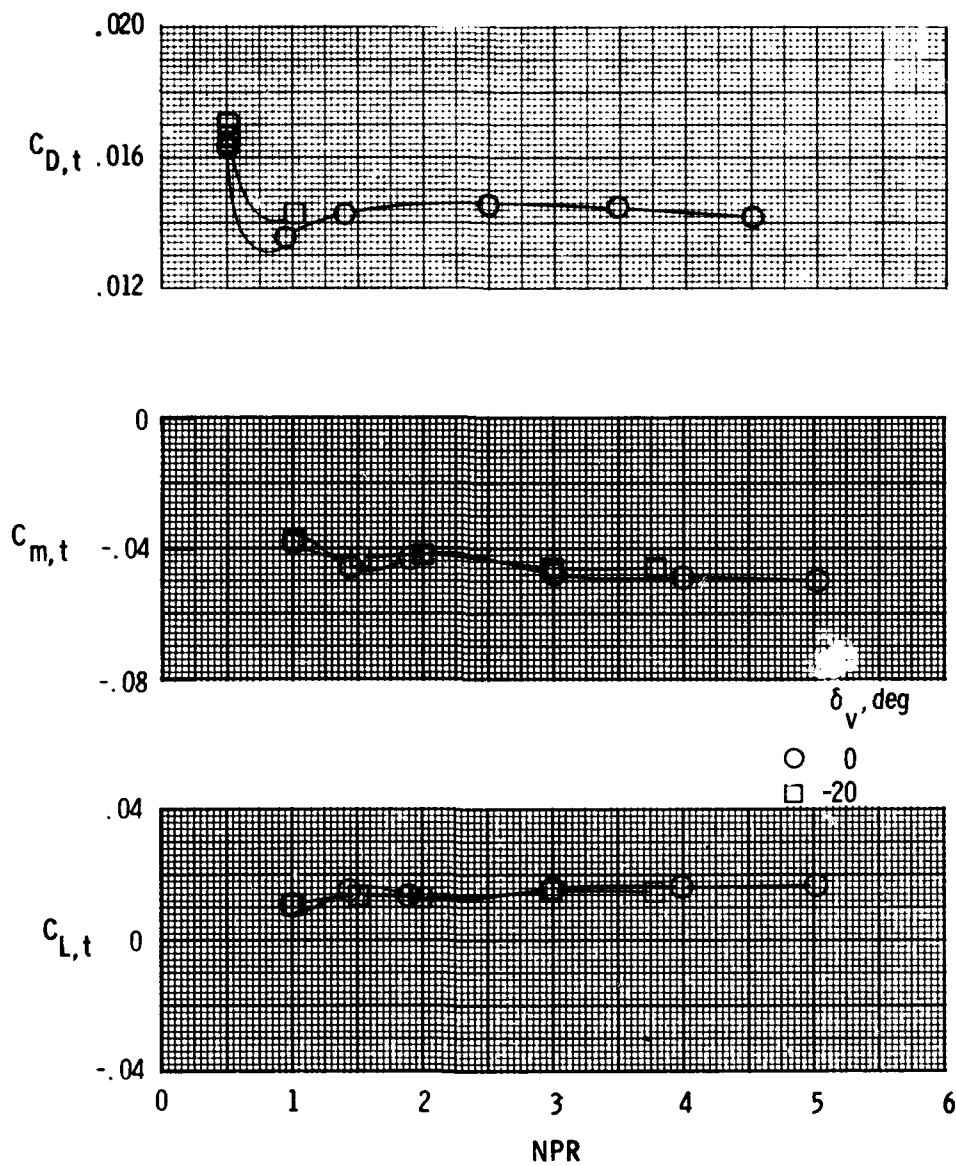 .020
C_D,t .016
.012
0
C_m,t -.04
-.08
δ_v, deg
○ 0
□ -20
.04
C_L,t 0
-.04
0 1 2 3 4 5 6
NPR